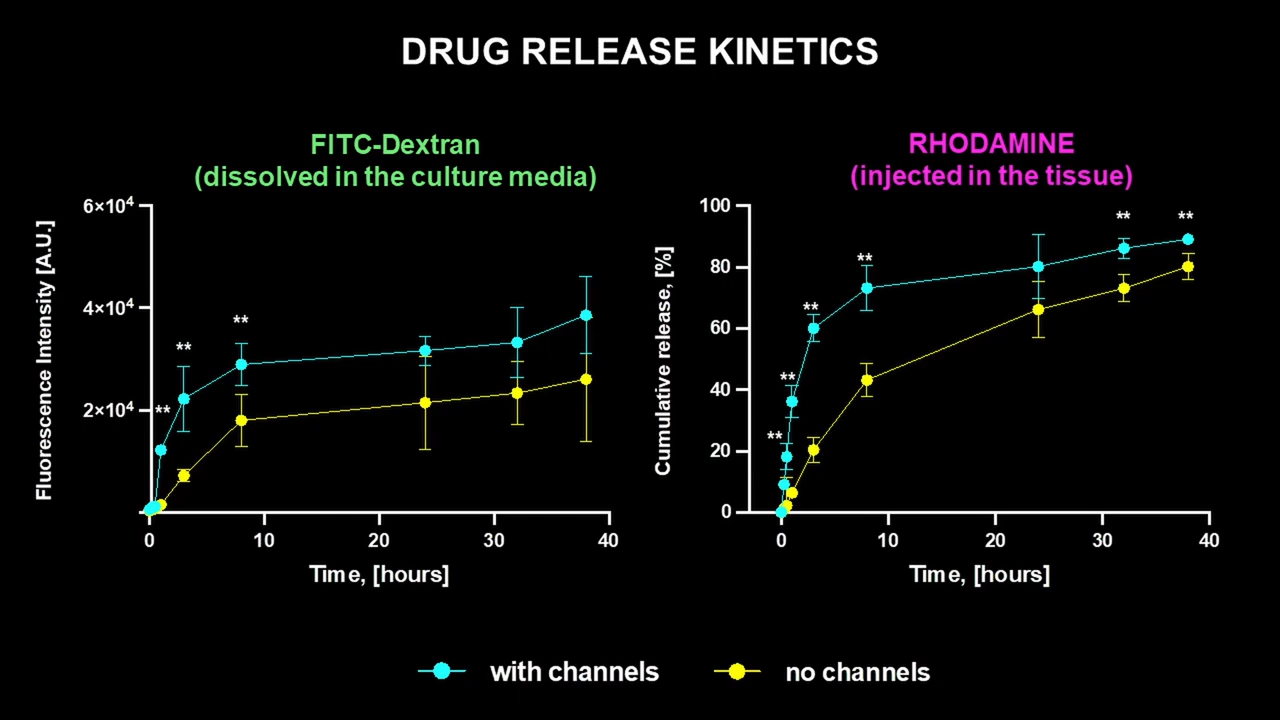 DRUG RELEASE KINETICS
FITC-Dextran
(dissolved in the culture media)
Fluorescence Intensity [A.U.]
6×10⁴
4×10⁴
2×10⁴
**
**
**
0
10
20
30
40
Time, [hours]
RHODAMINE
(injected in the tissue)
Cumulative release, [%]
100
80
60
40
20
0
**
**
**
**
**
**
0
10
20
30
40
Time, [hours]
with channels
no channels